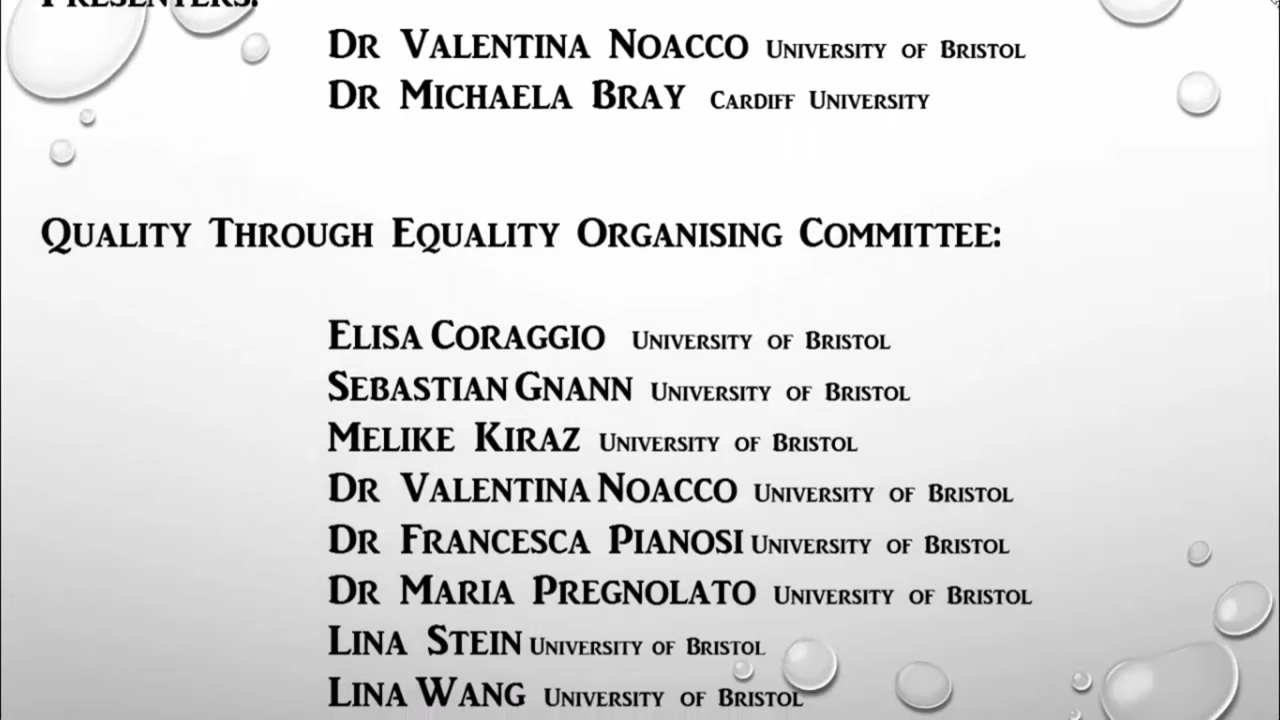 Presenters:
Dr Valentina Noacco University of Bristol
Dr Michaela Bray Cardiff University
Quality Through Equality Organising Committee:
Elisa Coraggio University of Bristol
Sebastian Gnann University of Bristol
Melike Kiraz University of Bristol
Dr Valentina Noacco University of Bristol
Dr Francesca Pianosi University of Bristol
Dr Maria Pregnolato University of Bristol
Lina Stein University of Bristol
Lina Wang University of Bristol